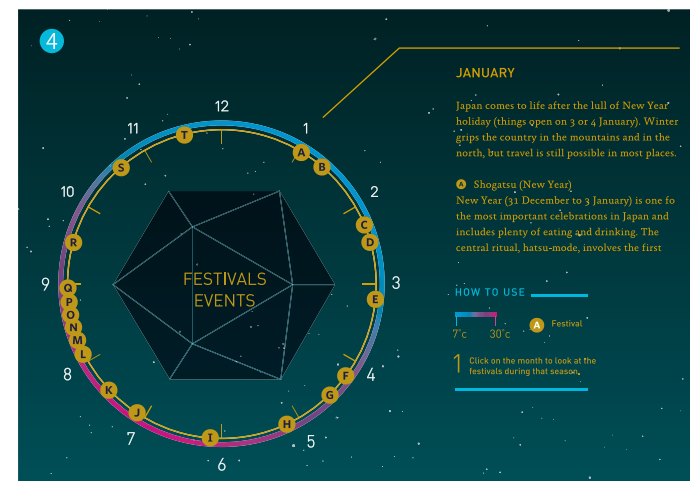 4
12
1
2
3
4
5
6
7
8
9
10
11
A
B
C
D
E
F
G
H
I
J
K
L
M
N
O
P
Q
R
S
T
FESTIVALS
EVENTS
JANUARY
Japan comes to life after the lull of New Year
holiday (things open on 3 or 4 January). Winter
grips the country in the mountains and in the
north, but travel is still possible in most places.
A Shogatsu (New Year)
New Year (31 December to 3 January) is one fo
the most important celebrations in Japan and
includes plenty of eating and drinking. The
central ritual, hatsu-mode, involves the first
HOW TO USE
7°c 30°c
A Festival
1 Click on the month to look at the
festivals during that season.